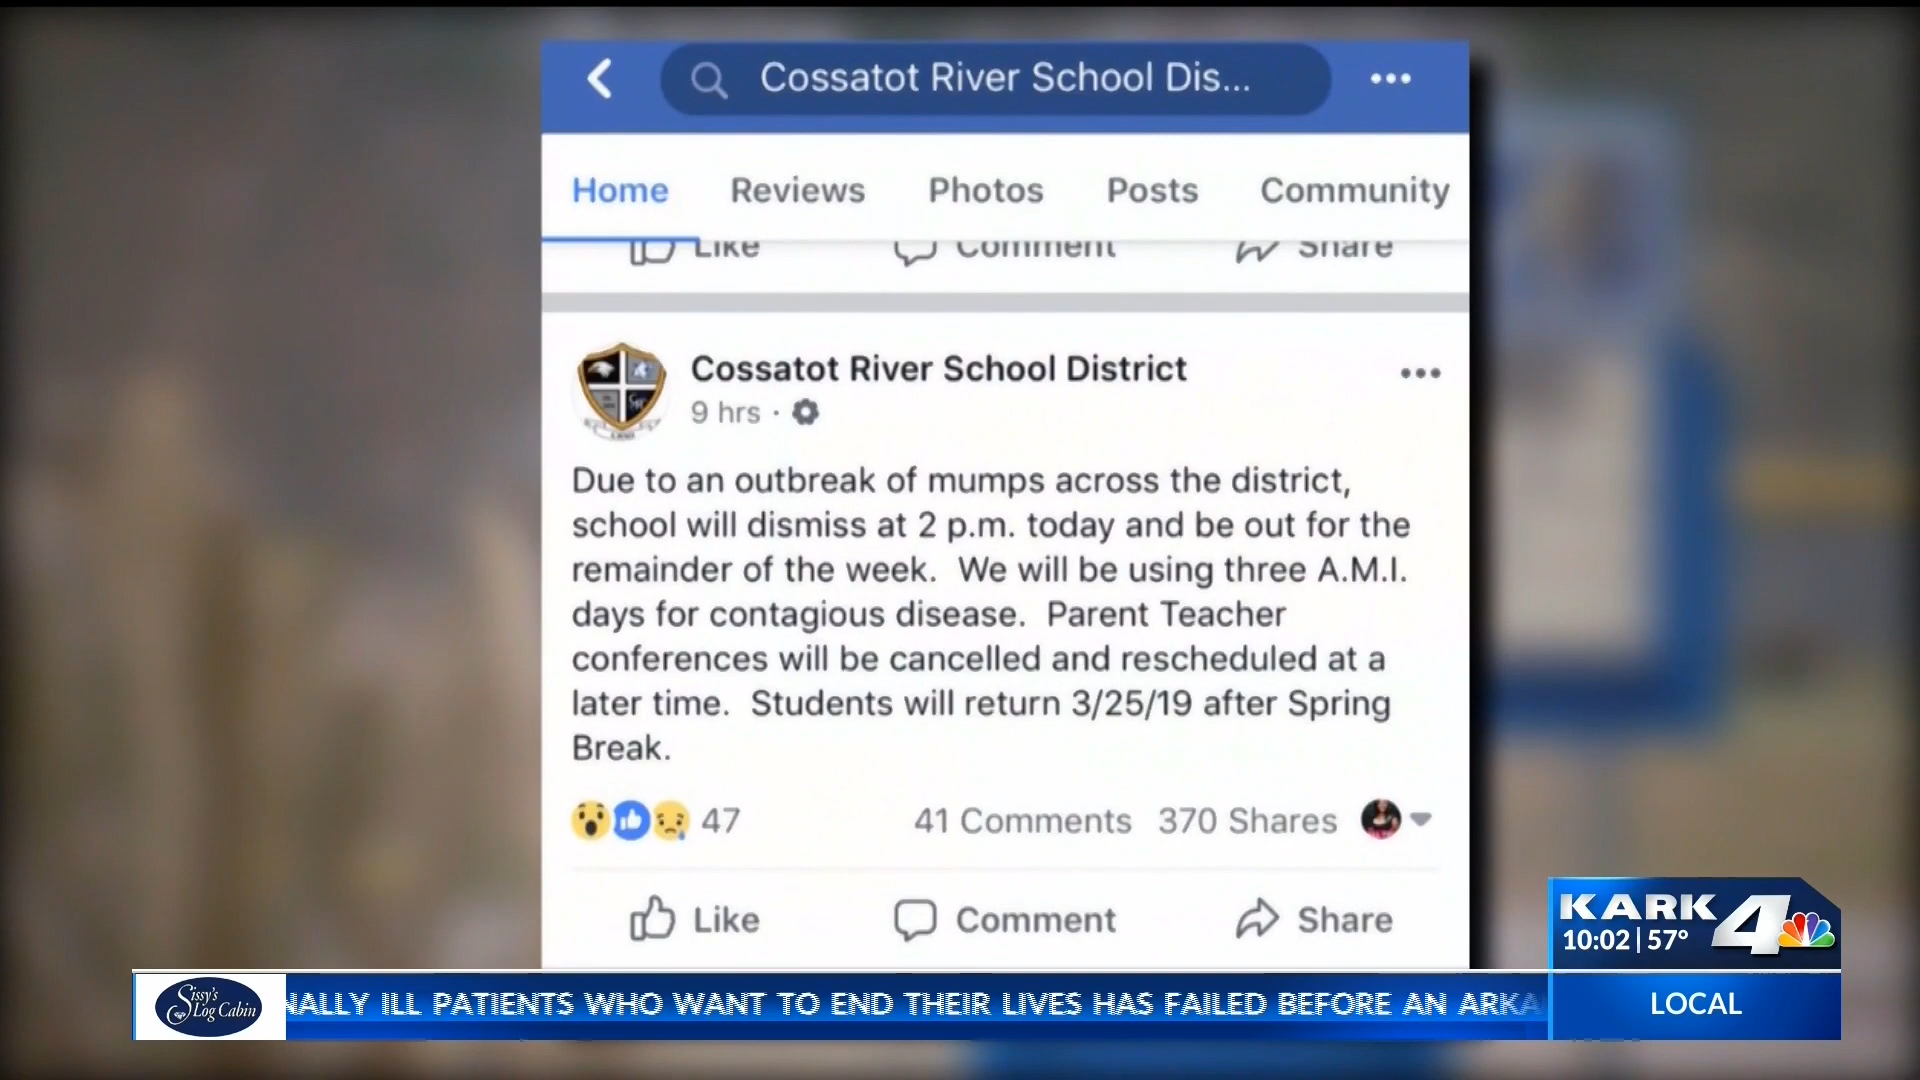 Cossatot River School Dis...
Home Reviews Photos Posts Community
Like Comment Share
Cossatot River School District
9 hrs ·
Due to an outbreak of mumps across the district,
school will dismiss at 2 p.m. today and be out for the
remainder of the week.  We will be using three A.M.I.
days for contagious disease.  Parent Teacher
conferences will be cancelled and rescheduled at a
later time.  Students will return 3/25/19 after Spring
Break.
47 41 Comments 370 Shares
Like Comment Share
KARK 4
10:02 | 57°
Sissy's
Log Cabin
NALLY ILL PATIENTS WHO WANT TO END THEIR LIVES HAS FAILED BEFORE AN ARKA
LOCAL